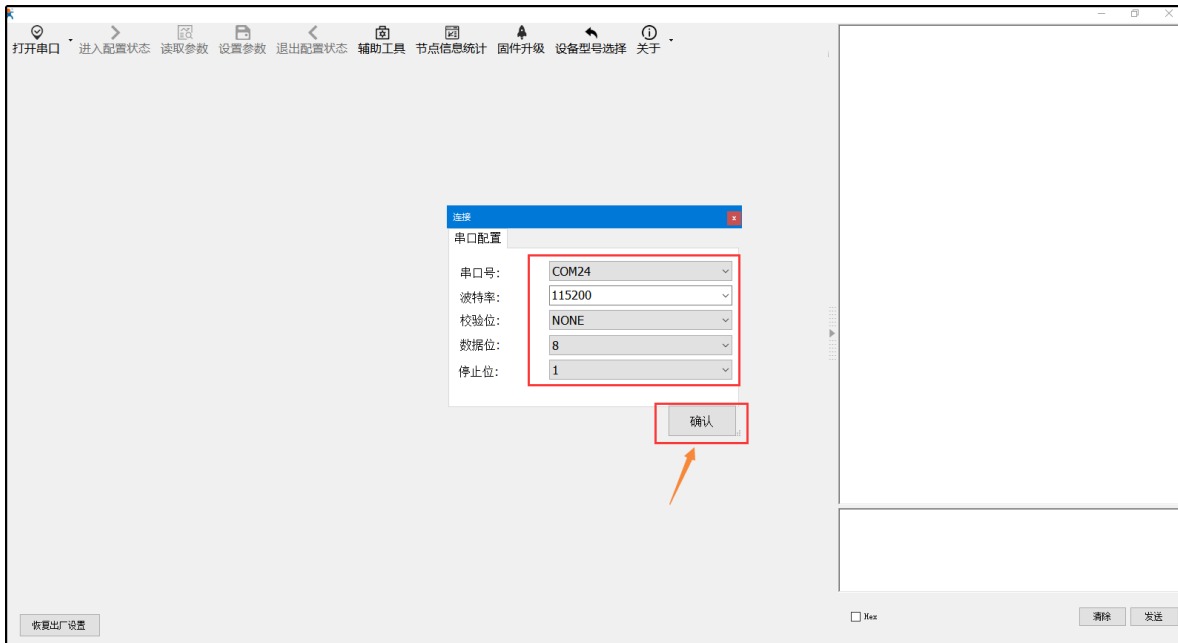 打开串口 进入配置状态 读取参数 设置参数 退出配置状态 辅助工具 节点信息统计 固件升级 设备型号选择 关于
连接
串口配置
串口号: COM24
波特率: 115200
校验位: NONE
数据位: 8
停止位: 1
确认
Hex 清除 发送
恢复出厂设置